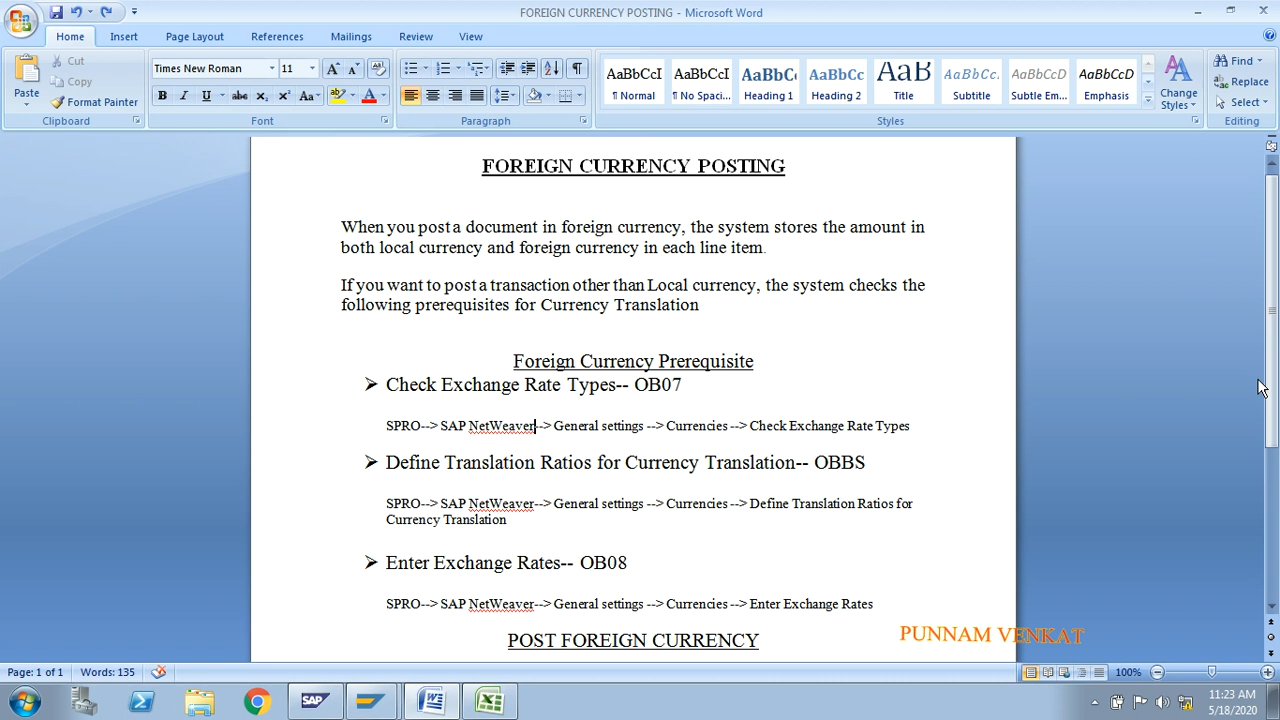 FOREIGN CURRENCY POSTING - Microsoft Word
Home Insert Page Layout References Mailings Review View
Paste
Cut
Copy
Format Painter
Clipboard
Times New Roman 11
Font
Paragraph
AaBbCcI AaBbCcI AaBbCc AaBbCc AaB AaBbCc. AaBbCcD AaBbCcD
¶ Normal ¶ No Spaci... Heading 1 Heading 2 Title Subtitle Subtle Em... Emphasis
Styles
Change Styles
Find
Replace
Select
Editing
FOREIGN CURRENCY POSTING
When you post a document in foreign currency, the system stores the amount in
both local currency and foreign currency in each line item.
If you want to post a transaction other than Local currency, the system checks the
following prerequisites for Currency Translation
Foreign Currency Prerequisite
➢ Check Exchange Rate Types-- OB07
SPRO--> SAP NetWeaver--> General settings --> Currencies --> Check Exchange Rate Types
➢ Define Translation Ratios for Currency Translation-- OBBS
SPRO--> SAP NetWeaver--> General settings --> Currencies --> Define Translation Ratios for
Currency Translation
➢ Enter Exchange Rates-- OB08
SPRO--> SAP NetWeaver--> General settings --> Currencies --> Enter Exchange Rates
PUNNAM VENKAT
POST FOREIGN CURRENCY
Page: 1 of 1 Words: 135 100%
SAP
11:23 AM
5/18/2020